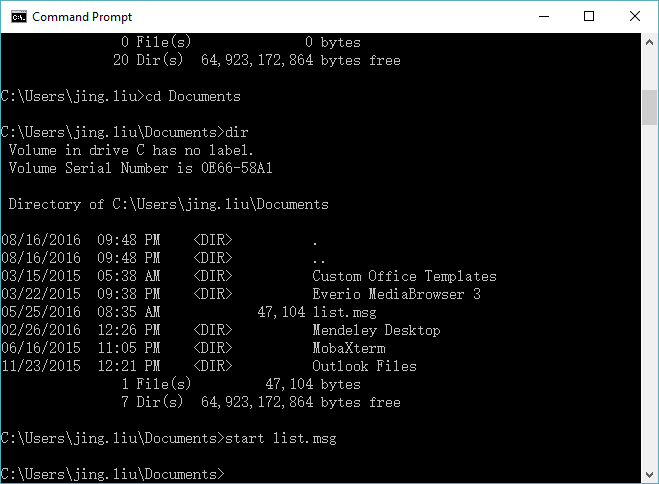 Command Prompt
0 File(s) 0 bytes
20 Dir(s) 64,923,172,864 bytes free
C:\Users\jing.liu>cd Documents
C:\Users\jing.liu\Documents>dir
Volume in drive C has no label.
Volume Serial Number is 0E66-58A1
Directory of C:\Users\jing.liu\Documents
08/16/2016 09:48 PM <DIR> .
08/16/2016 09:48 PM <DIR> ..
03/15/2015 05:38 AM <DIR> Custom Office Templates
03/22/2015 09:38 PM <DIR> Everio MediaBrowser 3
05/25/2016 08:35 AM 47,104 list.msg
02/26/2016 12:26 PM <DIR> Mendeley Desktop
06/16/2015 11:05 PM <DIR> MobaXterm
11/23/2015 12:21 PM <DIR> Outlook Files
1 File(s) 47,104 bytes
7 Dir(s) 64,923,172,864 bytes free
C:\Users\jing.liu\Documents>start list.msg
C:\Users\jing.liu\Documents>